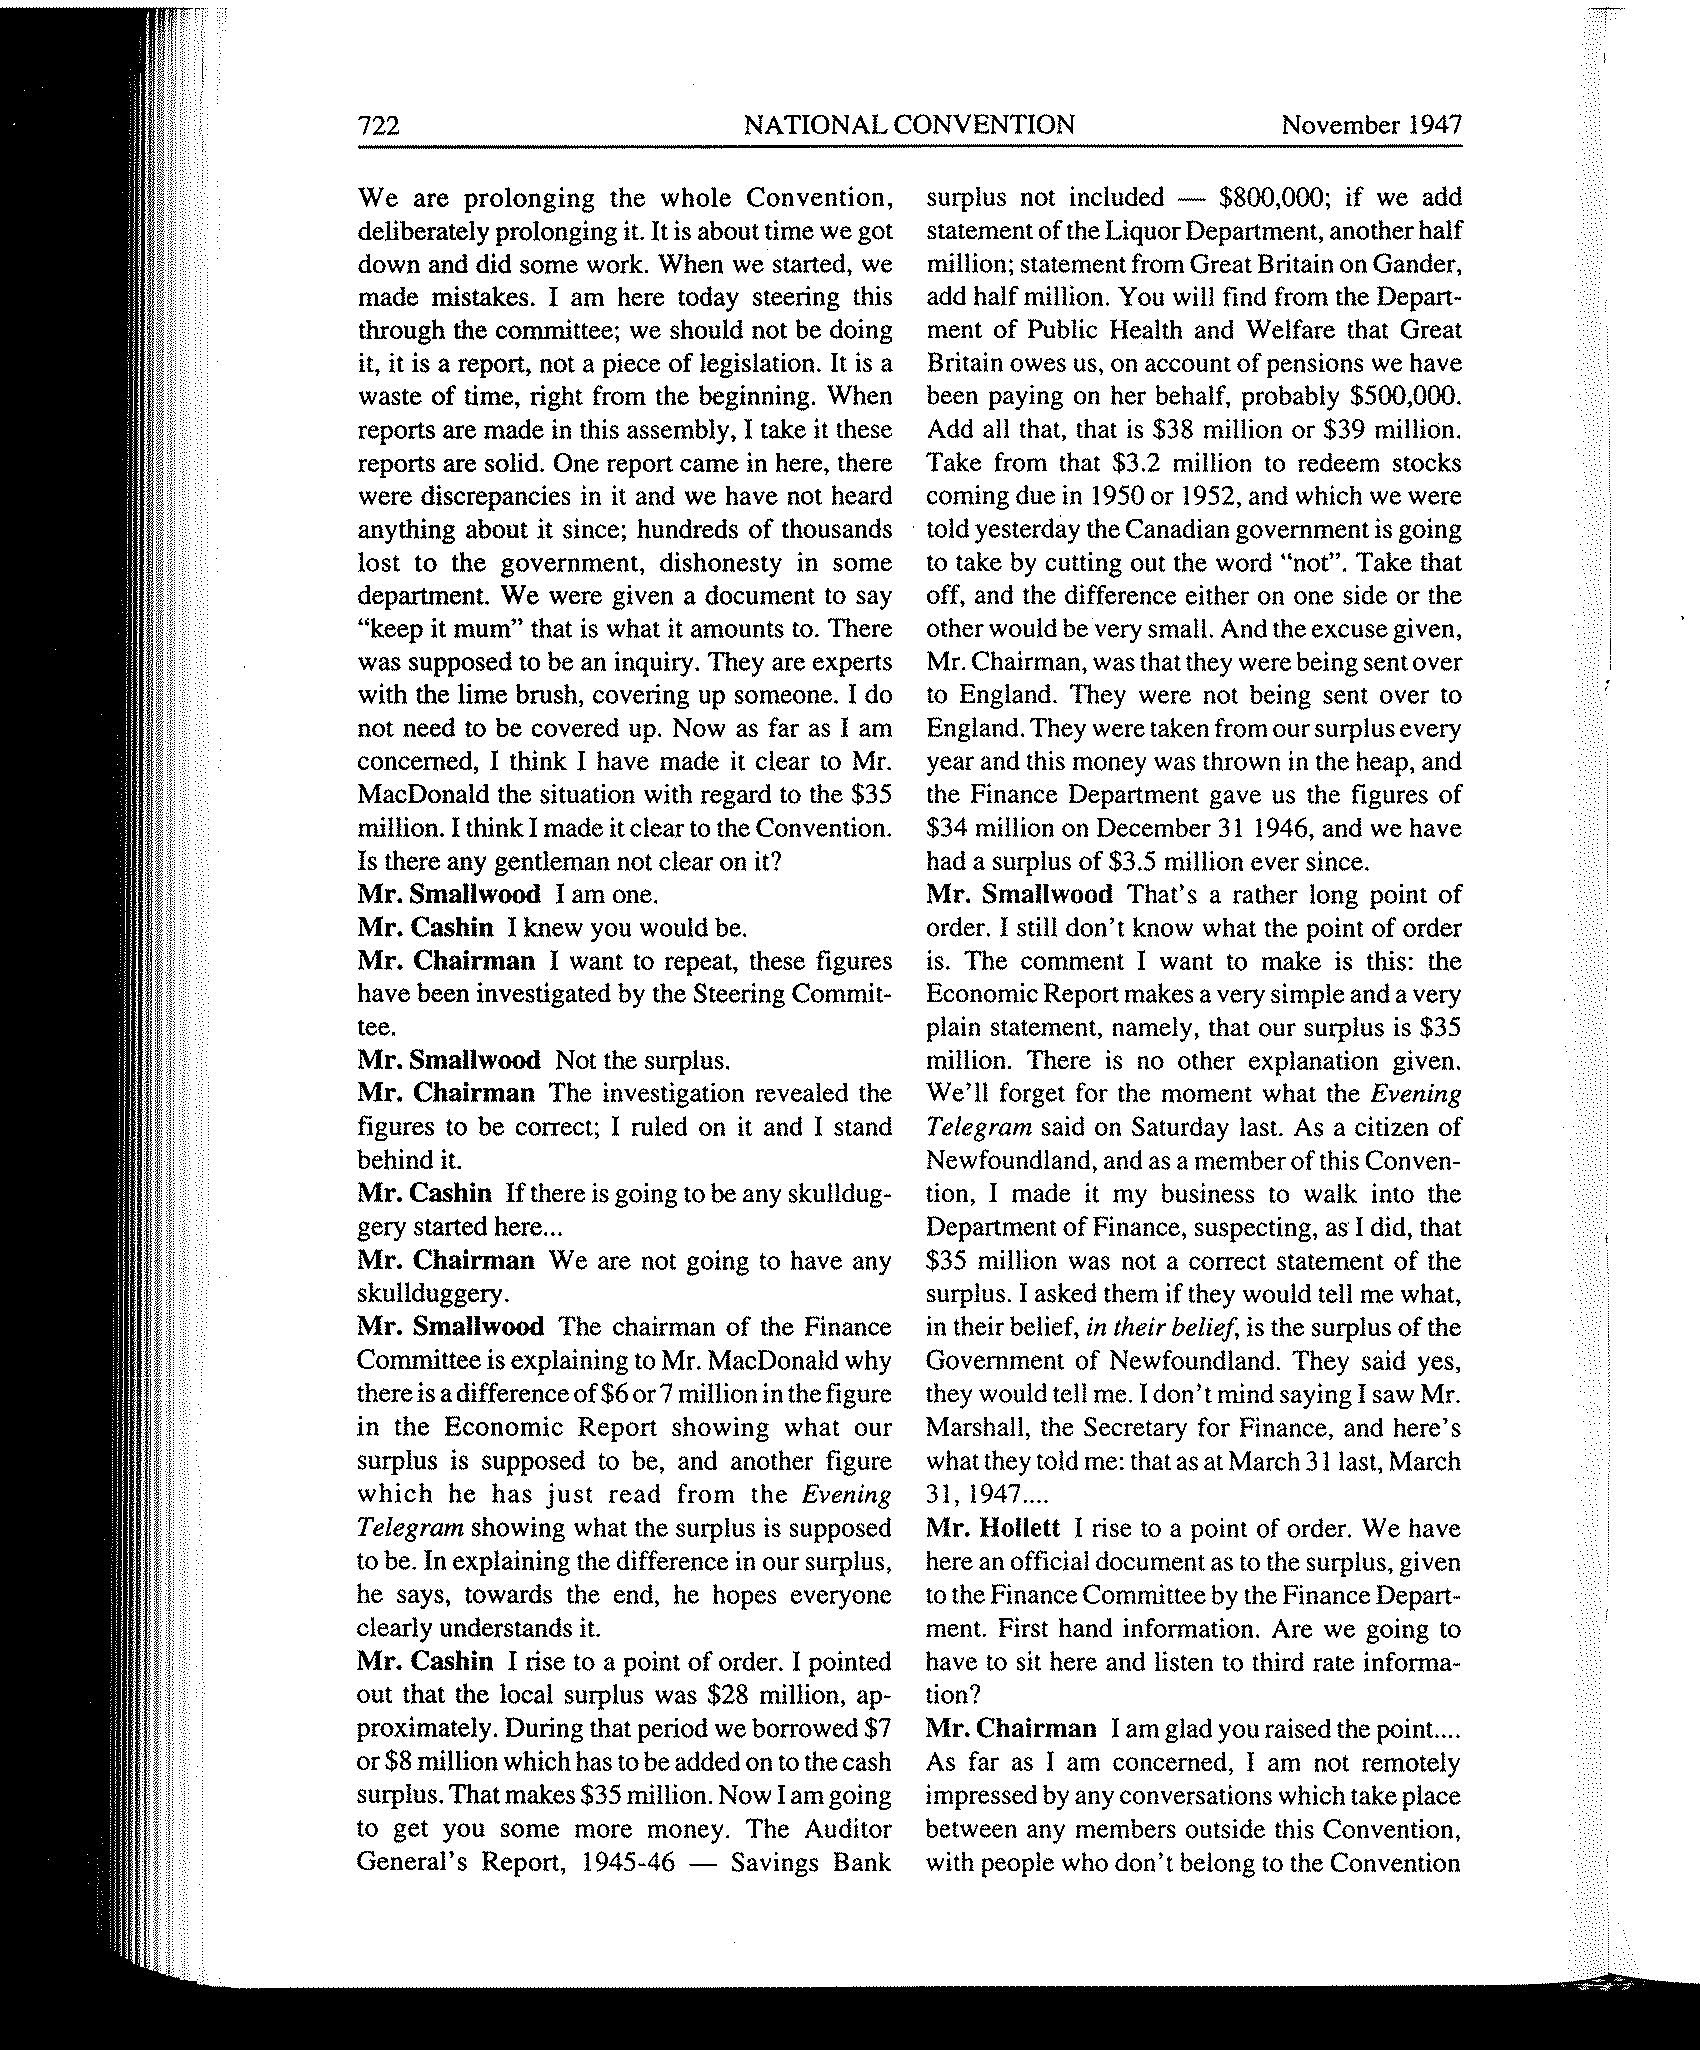 722 NATIONAL CONVENTION November 1947
We are prolonging the whole Convention,
deliberately prolonging it. It is about time we got
down and did some work. When we started, we
made mistakes. I am here today steering this
through the committee; we should not be doing
it, it is a report, not a piece of legislation. It is a
waste of time, right from the beginning. When
reports are made in this assembly, I take it these
reports are solid. One report came in here, there
were discrepancies in it and we have not heard
anything about it since; hundreds of thousands
lost to the government, dishonesty in some
department. We were given a document to say
“keep it mum” that is what it amounts to. There
was supposed to be an inquiry. They are experts
with the lime brush, covering up someone. I do
not need to be covered up. Now as far as I am
concerned, I think I have made it clear to Mr.
MacDonald the situation with regard to the $35
million. I think I made it clear to the Convention.
Is there any gentleman not clear on it?
Mr. Smallwood I am one.
Mr. Cashin I knew you would be.
Mr. Chairman I want to repeat, these figures
have been investigated by the Steering Commit-
tee.
Mr. Smallwood Not the surplus.
Mr. Chairman The investigation revealed the
figures to be correct; I ruled on it and I stand
behind it.
Mr. Cashin If there is going to be any skulldug-
gery started here...
Mr. Chairman We are not going to have any
skullduggery.
Mr. Smallwood The chairman of the Finance
Committee is explaining to Mr. MacDonald why
there is a difference of $6 or 7 million in the figure
in the Economic Report showing what our
surplus is supposed to be, and another figure
which he has just read from the Evening
Telegram showing what the surplus is supposed
to be. In explaining the difference in our surplus,
he says, towards the end, he hopes everyone
clearly understands it.
Mr. Cashin I rise to a point of order. I pointed
out that the local surplus was $28 million, ap-
proximately. During that period we borrowed $7
or $8 million which has to be added on to the cash
surplus. That makes $35 million. Now I am going
to get you some more money. The Auditor
General's Report, 1945-46 — Savings Bank
surplus not included — $800,000; if we add
statement of the Liquor Department, another half
million; statement from Great Britain on Gander,
add half million. You will find from the Depart-
ment of Public Health and Welfare that Great
Britain owes us, on account of pensions we have
been paying on her behalf, probably $500,000.
Add all that, that is $38 million or $39 million.
Take from that $3.2 million to redeem stocks
coming due in 1950 or 1952, and which we were
told yesterday the Canadian government is going
to take by cutting out the word “not”. Take that
off, and the difference either on one side or the
other would be very small. And the excuse given,
Mr. Chairman, was that they were being sent over
to England. They were not being sent over to
England. They were taken from our surplus every
year and this money was thrown in the heap, and
the Finance Department gave us the figures of
$34 million on December 31 1946, and we have
had a surplus of $3.5 million ever since.
Mr. Smallwood That's a rather long point of
order. I still don't know what the point of order
is. The comment I want to make is this: the
Economic Report makes a very simple and a very
plain statement, namely, that our surplus is $35
million. There is no other explanation given.
We'll forget for the moment what the Evening
Telegram said on Saturday last. As a citizen of
Newfoundland, and as a member of this Conven-
tion, I made it my business to walk into the
Department of Finance, suspecting, as I did, that
$35 million was not a correct statement of the
surplus. I asked them if they would tell me what,
in their belief, in their belief, is the surplus of the
Government of Newfoundland. They said yes,
they would tell me. I don't mind saying I saw Mr.
Marshall, the Secretary for Finance, and here's
what they told me: that as at March 31 last, March
31, 1947....
Mr. Hollett I rise to a point of order. We have
here an official document as to the surplus, given
to the Finance Committee by the Finance Depart-
ment. First hand information. Are we going to
have to sit here and listen to third rate informa-
tion?
Mr. Chairman I am glad you raised the point....
As far as I am concerned, I am not remotely
impressed by any conversations which take place
between any members outside this Convention,
with people who don't belong to the Convention